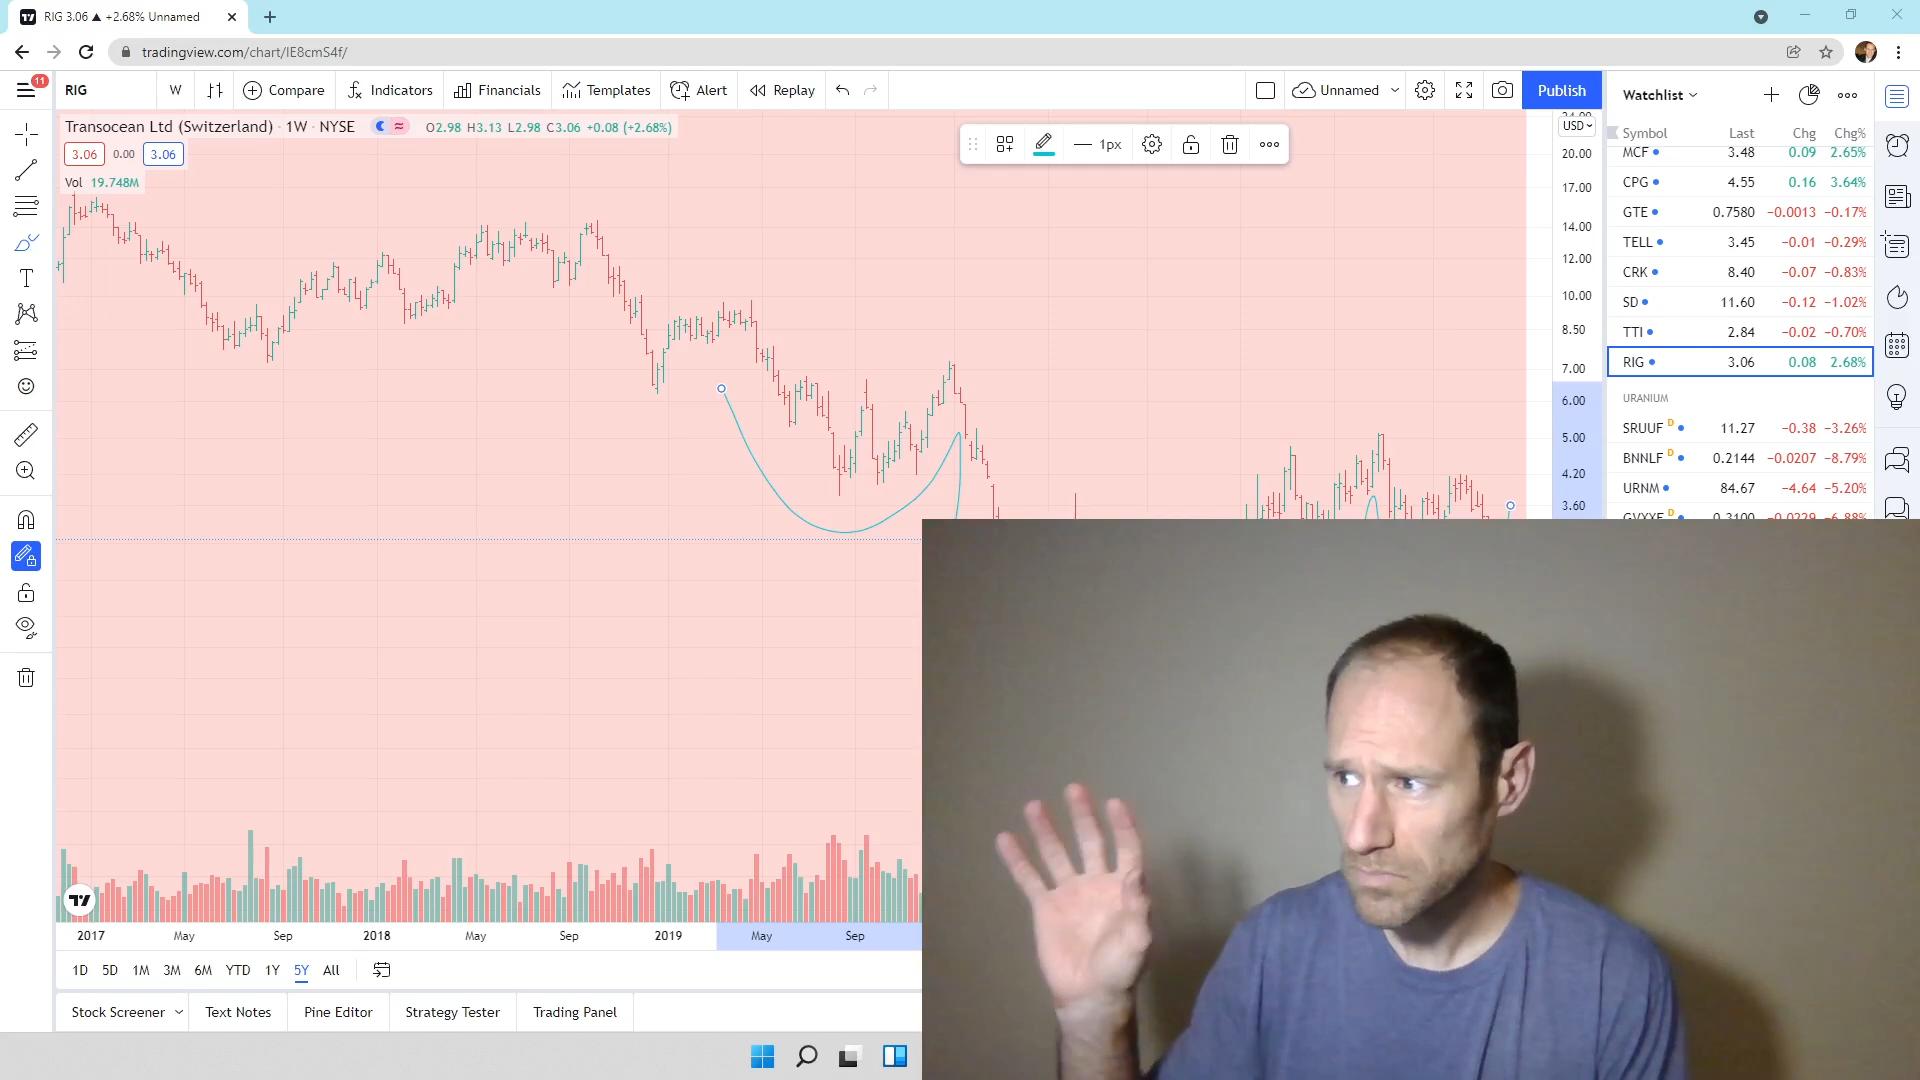 RIG 3.06 ▲ +2.68% Unnamed
tradingview.com/chart/IE8cmS4f/
11
RIG W Compare Indicators Financials Templates Alert Replay Unnamed Publish
Transocean Ltd (Switzerland) · 1W · NYSE O2.98 H3.13 L2.98 C3.06 +0.08 (+2.68%)
3.06 0.00 3.06
Vol 19.748M
1px
USD
20.00
17.00
14.00
12.00
10.00
8.50
7.00
6.00
5.00
4.20
3.60
Watchlist
Symbol Last Chg Chg%
MCF 3.48 0.09 2.65%
CPG 4.55 0.16 3.64%
GTE 0.7580 −0.0013 −0.17%
TELL 3.45 −0.01 −0.29%
CRK 8.40 −0.07 −0.83%
SD 11.60 −0.12 −1.02%
TTI 2.84 −0.02 −0.70%
RIG 3.06 0.08 2.68%
URANIUM
SRUUF D 11.27 −0.38 −3.26%
BNNLF D 0.2144 −0.0207 −8.79%
URNM 84.67 −4.64 −5.20%
2017 May Sep 2018 May Sep 2019 May Sep
1D 5D 1M 3M 6M YTD 1Y 5Y All
Stock Screener Text Notes Pine Editor Strategy Tester Trading Panel